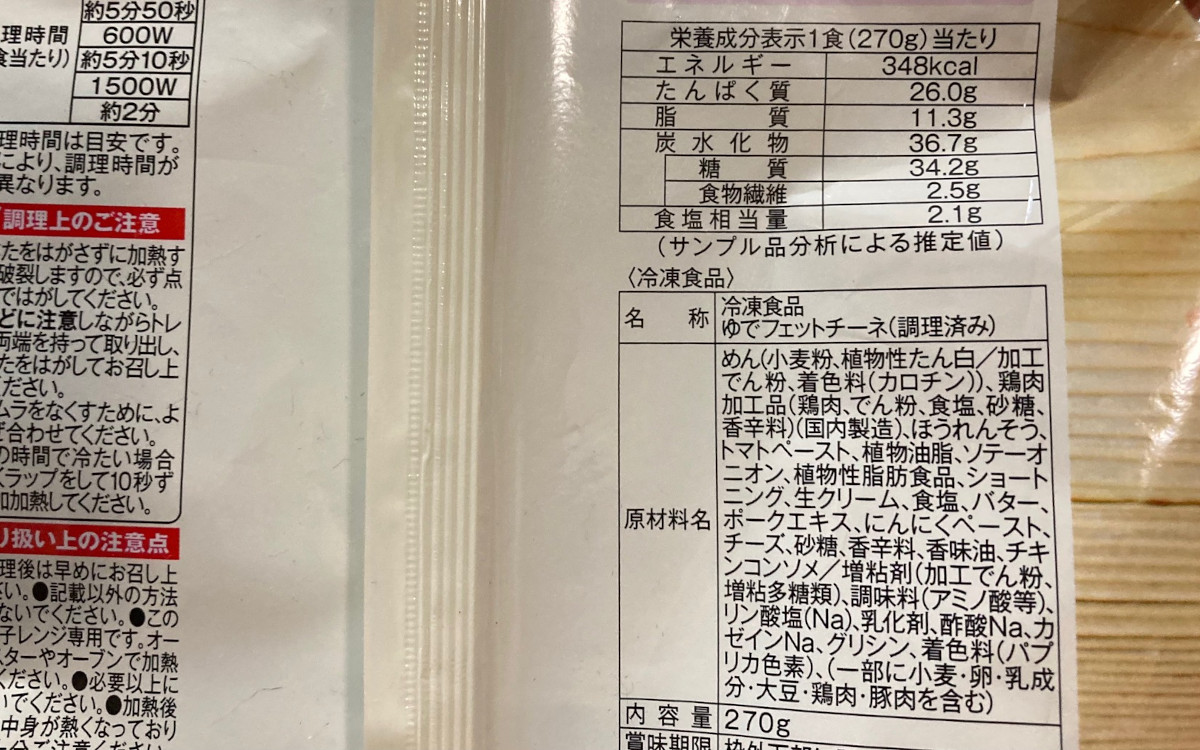 約5分50秒
理時間
600W
食当たり)
約5分10秒
1500W
約2分
理時間は目安です。
により、調理時間が
異なります。
調理上のご注意
たをはがさずに加熱す
破裂しますので、必ず点
ではがしてください。
どに注意しながらトレ
両端を持って取り出し、
たをはがしてお召し上
ださい。
ムラをなくすために、よ
ぜ合わせてください。
の時間で冷たい場合
くラップをして10秒ず
加加熱してください。
り扱い上の注意点
理後は早めにお召し上
さい。●記載以外の方法
ないでください。●この
子レンジ専用です。オー
スターやオーブンで加熱
ください。●必要以上に
いでください。●加熱後
中身が熱くなっており
栄養成分表示1食(270g)当たり
エネルギー 348kcal
たんぱく質 26.0g
脂質 11.3g
炭水化物 36.7g
糖質 34.2g
食物繊維 2.5g
食塩相当量 2.1g
(サンプル品分析による推定値)
〈冷凍食品〉
名称
冷凍食品
ゆでフェットチーネ(調理済み)
原材料名
めん(小麦粉、植物性たん白/加工
でん粉、着色料(カロチン))、鶏肉
加工品(鶏肉、でん粉、食塩、砂糖、
香辛料)(国内製造)、ほうれんそう、
トマトペースト、植物油脂、ソテーオ
ニオン、植物性脂肪食品、ショート
ニング、生クリーム、食塩、バター、
ポークエキス、にんにくペースト、
チーズ、砂糖、香辛料、香味油、チキ
ンコンソメ/増粘剤(加工でん粉、
増粘多糖類)、調味料(アミノ酸等)、
リン酸塩(Na)、乳化剤、酢酸Na、カ
ゼインNa、グリシン、着色料(パプ
リカ色素)、(一部に小麦・卵・乳成
分・大豆・鶏肉・豚肉を含む)
内容量 270g
賞味期限